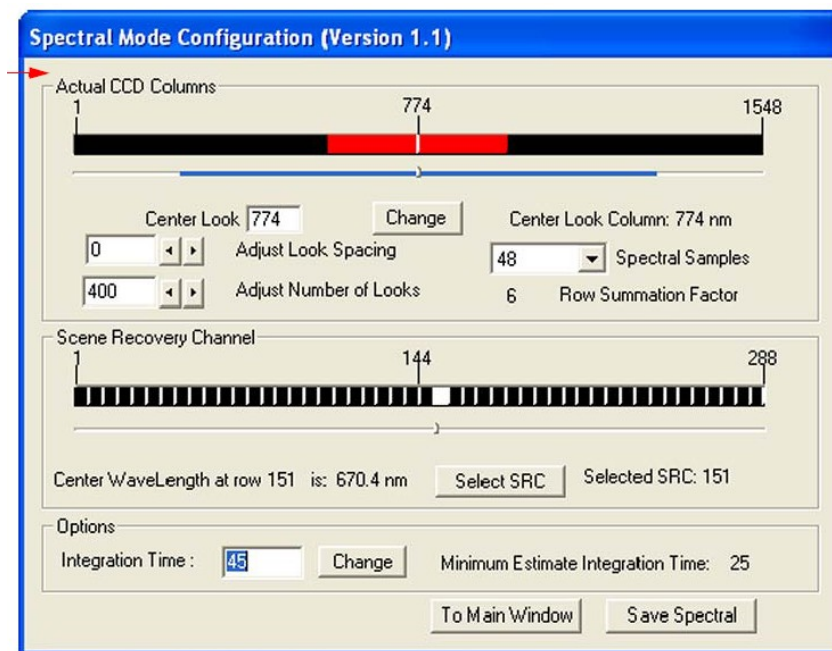 Spectral Mode Configuration (Version 1.1)
Actual CCD Columns
1 774 1548
Center Look 774 Change Center Look Column: 774 nm
0 Adjust Look Spacing 48 Spectral Samples
400 Adjust Number of Looks 6 Row Summation Factor
Scene Recovery Channel
1 144 288
Center WaveLength at row 151 is: 670.4 nm Select SRC Selected SRC: 151
Options
Integration Time : 45 Change Minimum Estimate Integration Time: 25
To Main Window Save Spectral